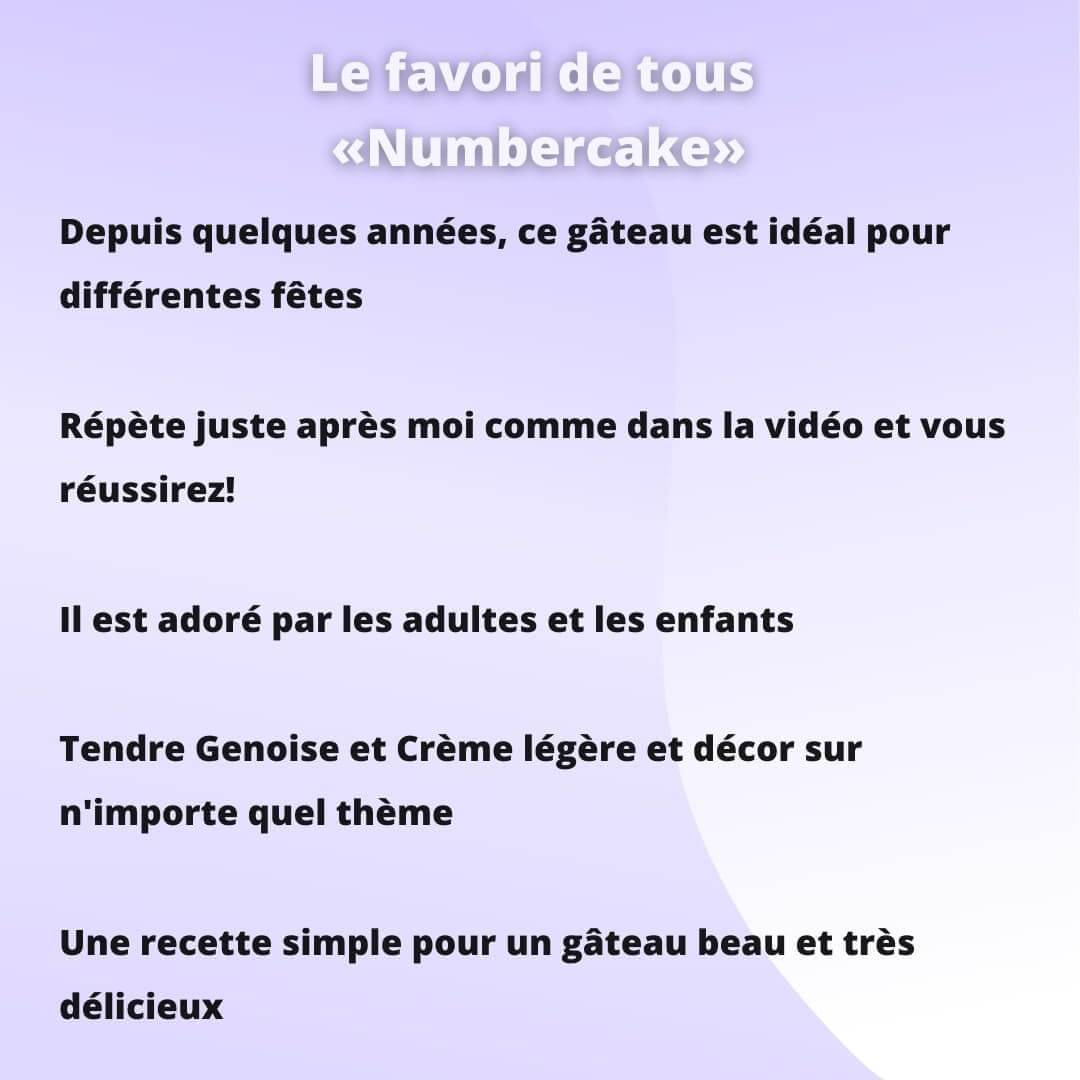 Le favori de tous
«Numbercake»
Depuis quelques années, ce gâteau est idéal pour
différentes fêtes
Répète juste après moi comme dans la vidéo et vous
réussirez!
Il est adoré par les adultes et les enfants
Tendre Genoise et Crème légère et décor sur
n'importe quel thème
Une recette simple pour un gâteau beau et très
délicieux